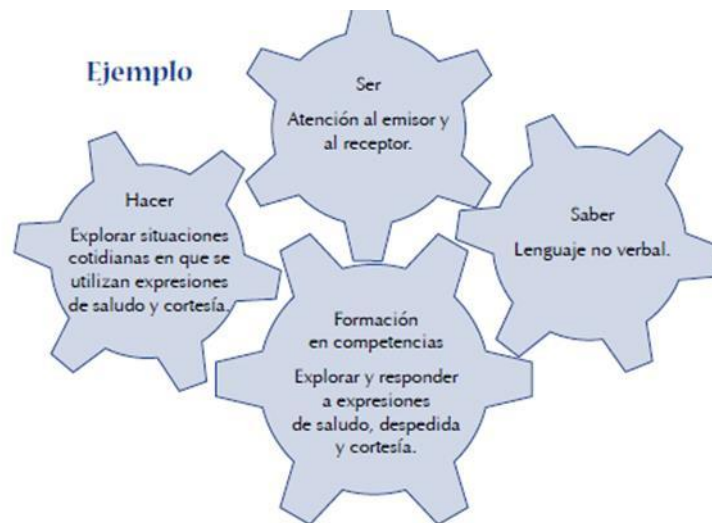 Ejemplo
Ser
Atención al emisor y
al receptor.
Hacer
Explorar situaciones
cotidianas en que se
utilizan expresiones
de saludo y cortesía.
Saber
Lenguaje no verbal.
Formación
en competencias
Explorar y responder
a expresiones
de saludo, despedida
y cortesía.